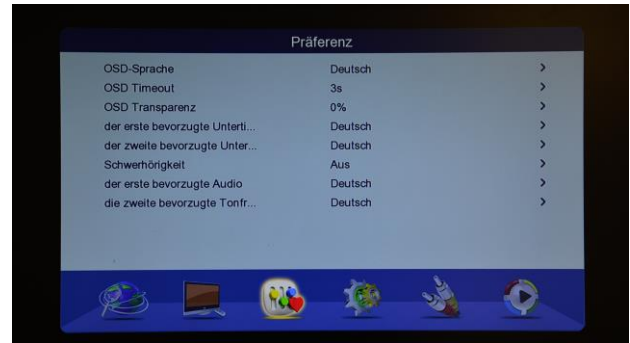 Präferenz
OSD-Sprache Deutsch >
OSD Timeout 3s >
OSD Transparenz 0% >
der erste bevorzugte Unterti... Deutsch >
der zweite bevorzugte Unter... Deutsch >
Schwerhörigkeit Aus >
der erste bevorzugte Audio Deutsch >
die zweite bevorzugte Tonfr... Deutsch >